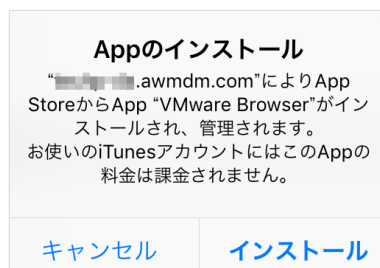 Appのインストール
“.awmdm.com”によりApp
StoreからApp “VMware Browser”がイン
ストールされ、管理されます。
お使いのiTunesアカウントにはこのAppの
料金は課金されません。
キャンセル
インストール